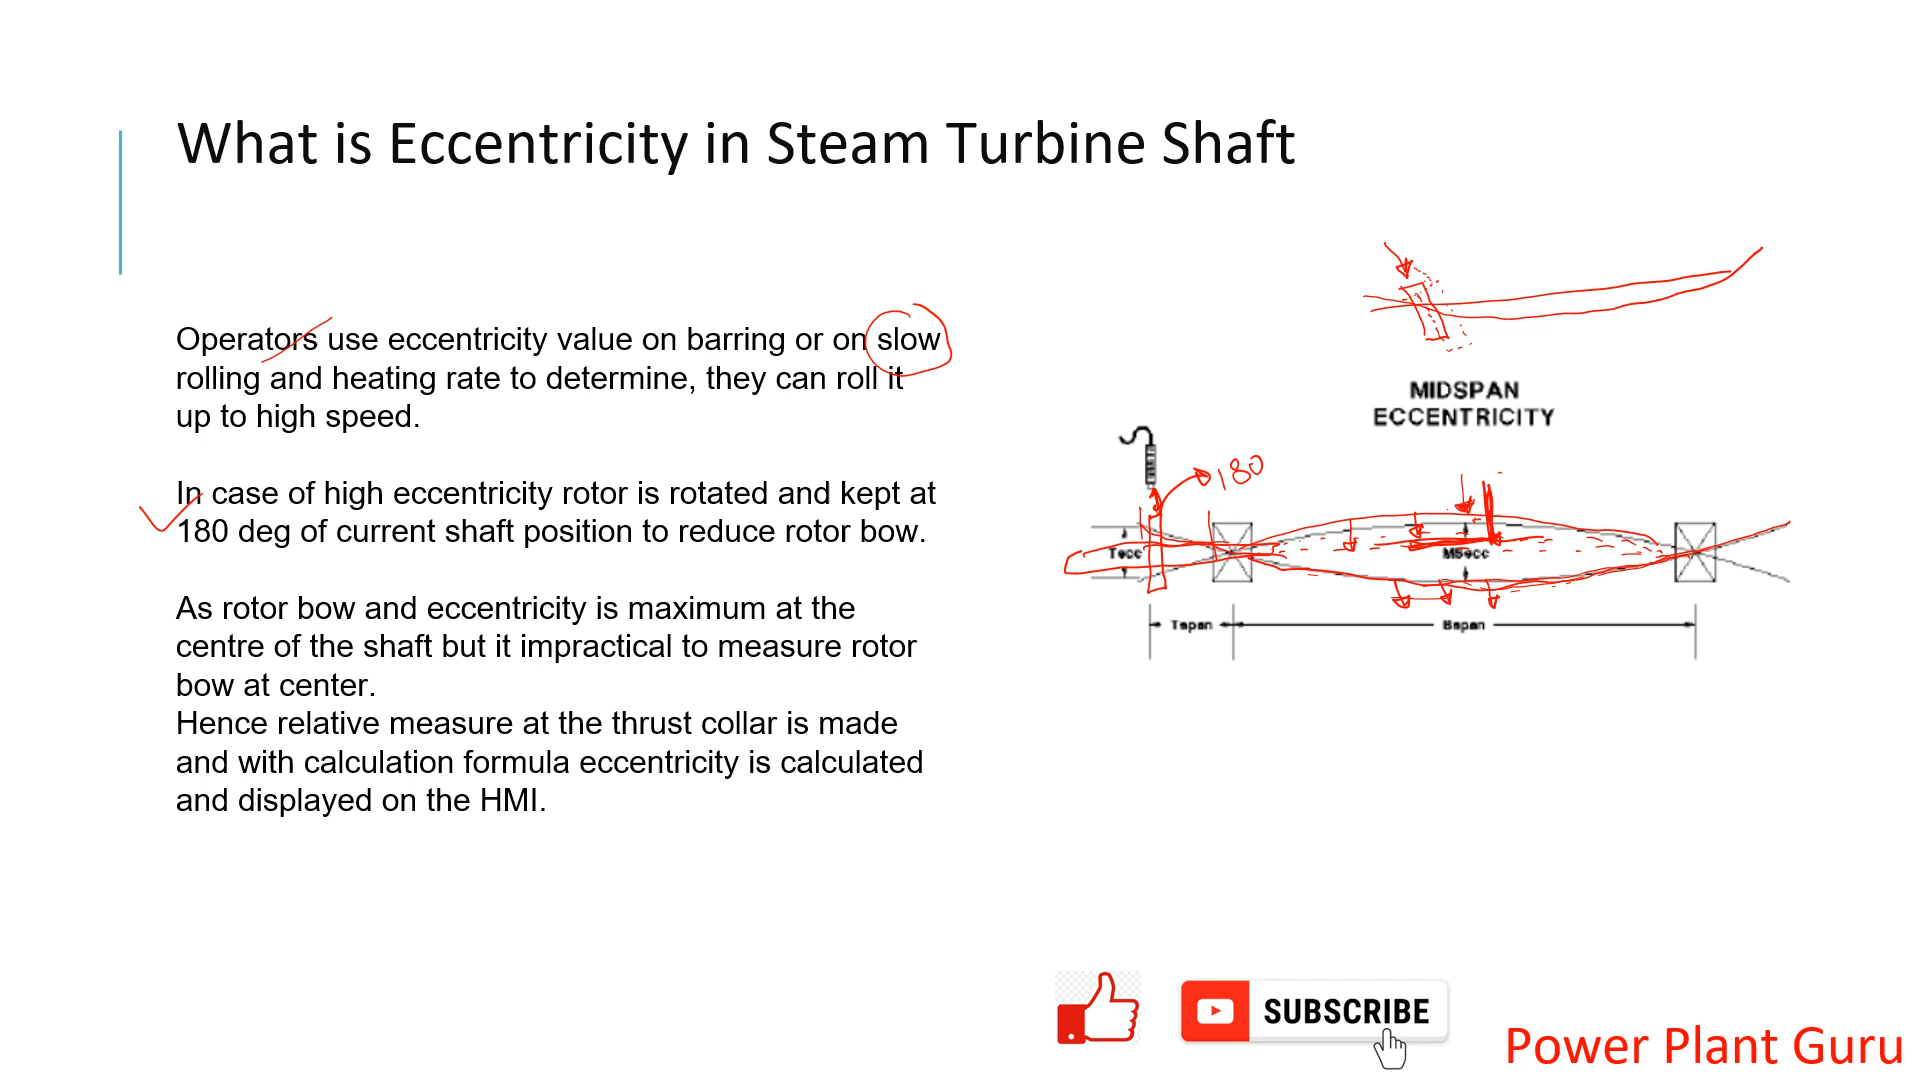 What is Eccentricity in Steam Turbine Shaft
Operators use eccentricity value on barring or on slow
rolling and heating rate to determine, they can roll it
up to high speed.
In case of high eccentricity rotor is rotated and kept at
180 deg of current shaft position to reduce rotor bow.
As rotor bow and eccentricity is maximum at the
centre of the shaft but it impractical to measure rotor
bow at center.
Hence relative measure at the thrust collar is made
and with calculation formula eccentricity is calculated
and displayed on the HMI.
MIDSPAN
ECCENTRICITY
180
Tecc
MSecc
Tspan
Bspan
SUBSCRIBE
Power Plant Guru